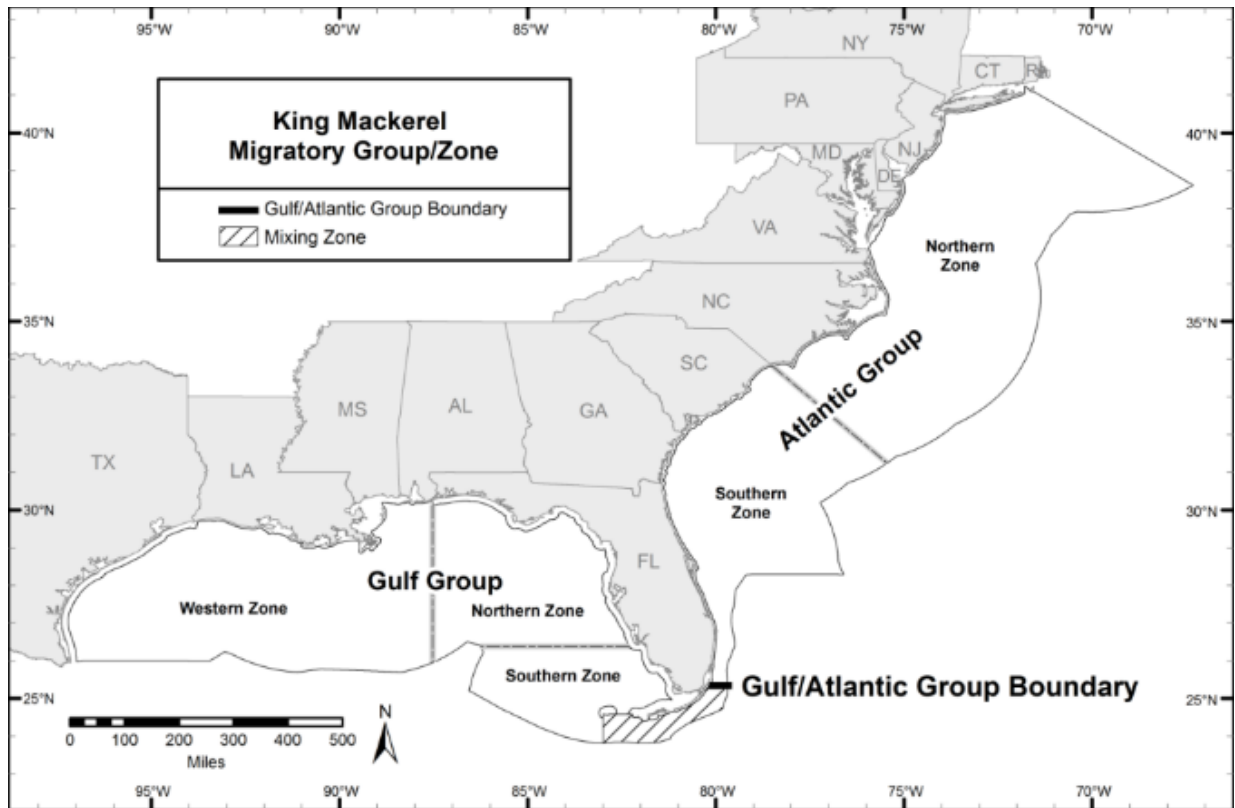 95°W 90°W 85°W 80°W 75°W 70°W
NY
CT RI
PA
King Mackerel
Migratory Group/Zone
40°N 40°N
NJ
MD
DE
Gulf/Atlantic Group Boundary
Mixing Zone
VA
Northern
Zone
NC
35°N 35°N
SC
Atlantic Group
MS AL GA
TX
LA
Southern
Zone
30°N 30°N
FL
Gulf Group
Western Zone
Northern Zone
Southern Zone
Gulf/Atlantic Group Boundary
25°N 25°N
N
0 100 200 300 400 500
Miles
95°W 90°W 85°W 80°W 75°W 70°W